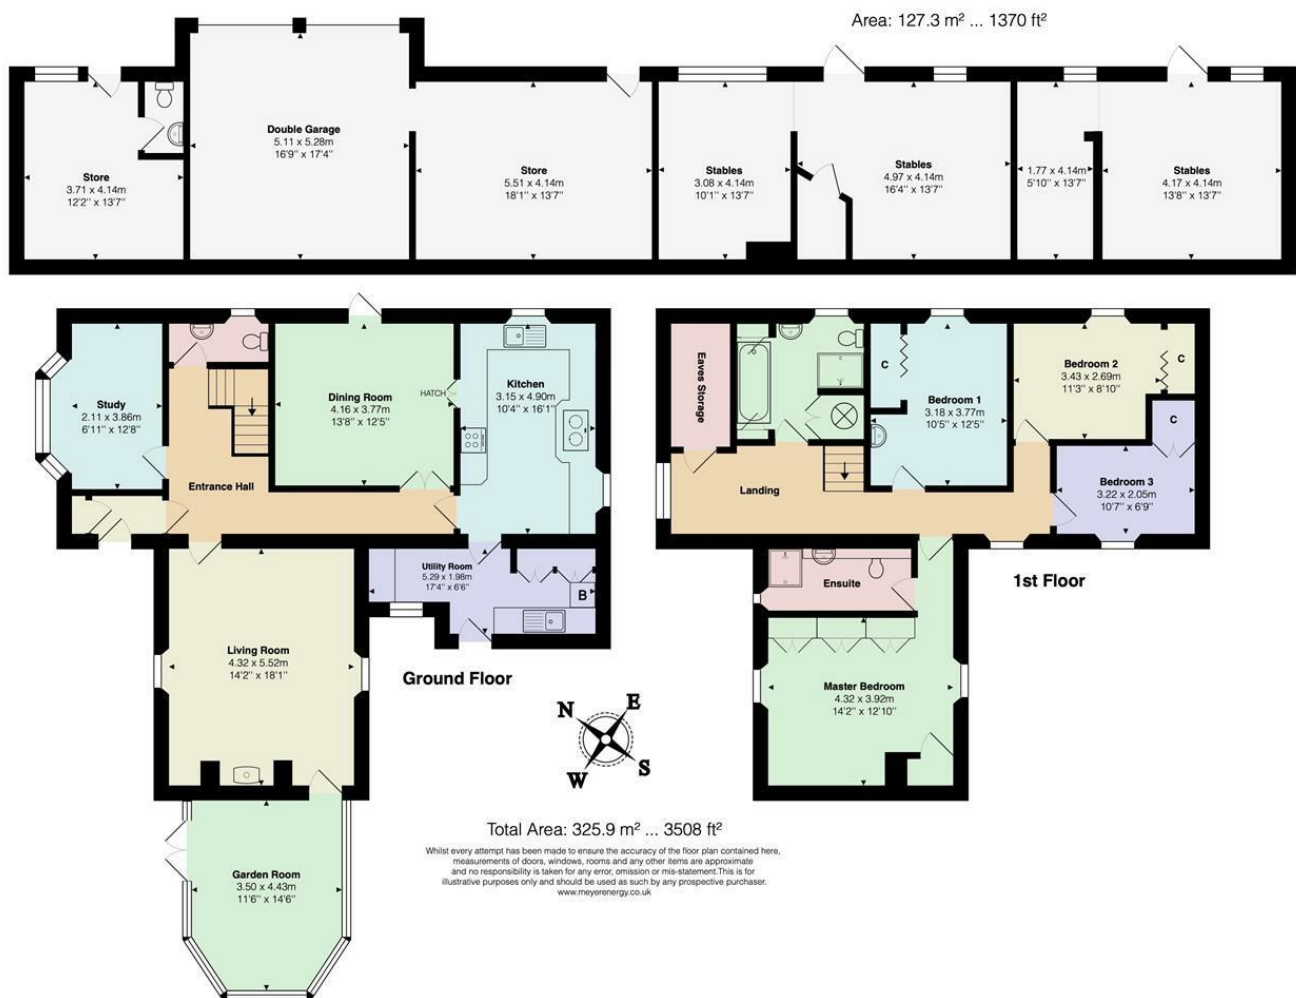 Area: 127.3 m² ... 1370 ft²
Store
3.71 x 4.14m
12'2'' x 13'7''
Double Garage
5.11 x 5.28m
16'9'' x 17'4''
Store
5.51 x 4.14m
18'1'' x 13'7''
Stables
3.08 x 4.14m
10'1'' x 13'7''
Stables
4.97 x 4.14m
16'4'' x 13'7''
1.77 x 4.14m
5'10'' x 13'7''
Stables
4.17 x 4.14m
13'8'' x 13'7''
Study
2.11 x 3.86m
6'11'' x 12'8''
Entrance Hall
Dining Room
4.16 x 3.77m
13'8'' x 12'5''
HATCH
Kitchen
3.15 x 4.90m
10'4'' x 16'1''
Utility Room
5.29 x 1.98m
17'4'' x 6'6''
B
Living Room
4.32 x 5.52m
14'2'' x 18'1''
Garden Room
3.50 x 4.43m
11'6'' x 14'6''
Ground Floor
Eaves Storage
Landing
C
Bedroom 1
3.18 x 3.77m
10'5'' x 12'5''
Bedroom 2
3.43 x 2.69m
11'3'' x 8'10''
C
C
Bedroom 3
3.22 x 2.05m
10'7'' x 6'9''
Ensuite
Master Bedroom
4.32 x 3.92m
14'2'' x 12'10''
1st Floor
N
E
W
S
Total Area: 325.9 m² ... 3508 ft²
Whilst every attempt has been made to ensure the accuracy of the floor plan contained here,
measurements of doors, windows, rooms and any other items are approximate
and no responsibility is taken for any error, omission or mis-statement.This is for
illustrative purposes only and should be used as such by any prospective purchaser.
www.meyerenergy.co.uk